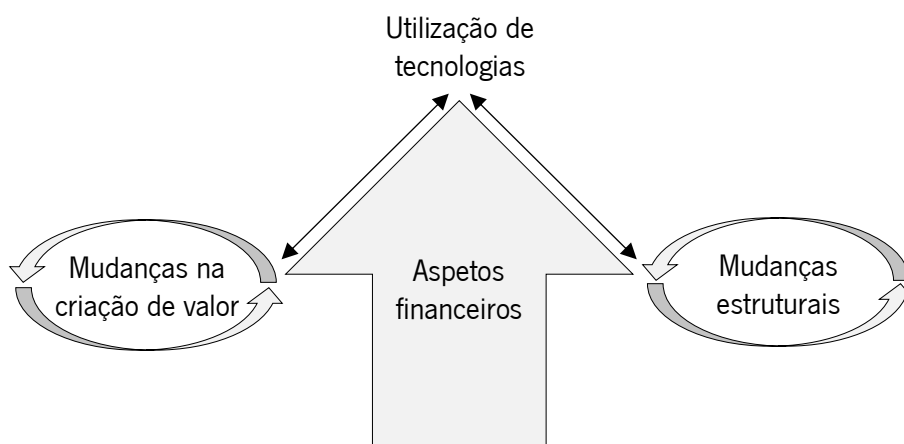 Utilização de
tecnologias
Mudanças na
criação de valor
Aspetos
financeiros
Mudanças
estruturais